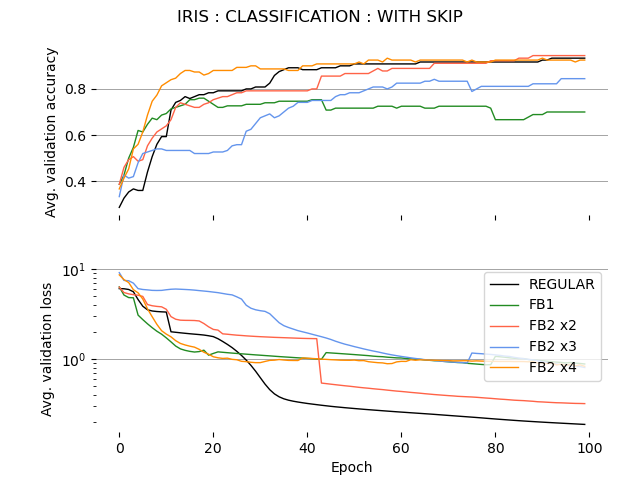 IRIS : CLASSIFICATION : WITH SKIP
Avg. validation accuracy
0.8
0.6
0.4
Avg. validation loss
10^1
10^0
REGULAR
FB1
FB2 x2
FB2 x3
FB2 x4
0 20 40 60 80 100
Epoch